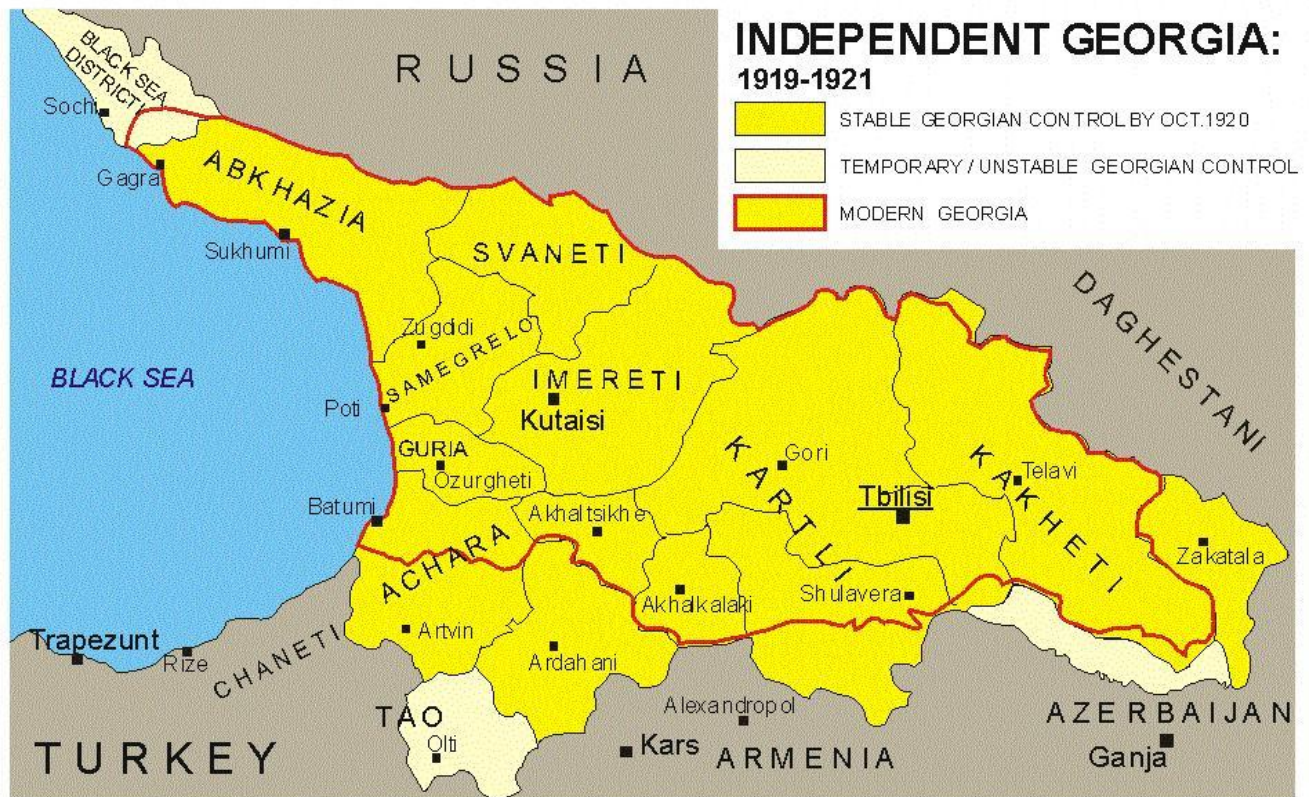 INDEPENDENT GEORGIA:
1919-1921
STABLE GEORGIAN CONTROL BY OCT.1920
TEMPORARY / UNSTABLE GEORGIAN CONTROL
MODERN GEORGIA
BLACK SEA
DISTRICTI
RUSSIA
Sochi
Gagra
ABKHAZIA
Sukhumi
SVANETI
DAGHESTANI
Zugdidi
SAMEGRELO
BLACK SEA
IMERETI
Poti
Kutaisi
GURIA
Ozurgheti
KARTLI
Gori
KAKHETI
Telavi
Tbilisi
Batumi
Akhaltsikhe
ACHARA
Zakatala
Akhalkalaki
Shulavera
Artvin
Ardahani
Trapezunt
Rize
CHANETI
TAO
Olti
Alexandropol
Kars
ARMENIA
AZERBAIJAN
Ganja
TURKEY